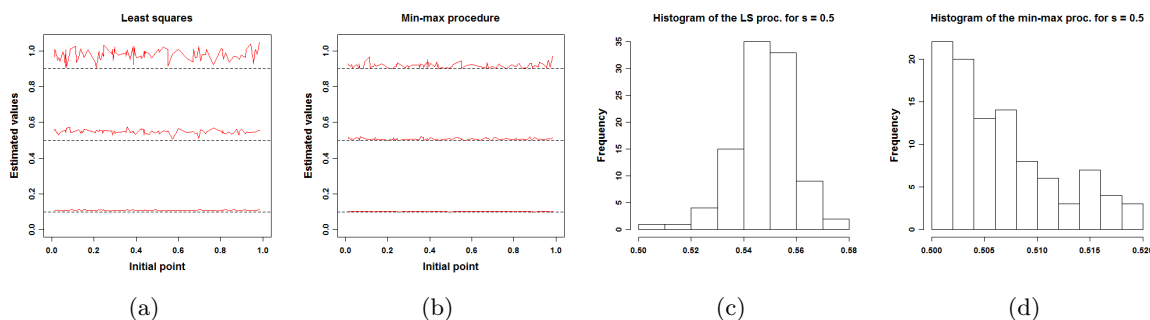 Least squares
Estimated values
0.0 0.2 0.4 0.6 0.8 1.0
0.0 0.2 0.4 0.6 0.8 1.0
Initial point
(a)
Min-max procedure
Estimated values
0.0 0.2 0.4 0.6 0.8 1.0
0.0 0.2 0.4 0.6 0.8 1.0
Initial point
(b)
Histogram of the LS proc. for s = 0.5
Frequency
0 5 10 15 20 25 30 35
0.50 0.52 0.54 0.56 0.58
(c)
Histogram of the min-max proc. for s = 0.5
Frequency
0 5 10 15 20
0.500 0.505 0.510 0.515 0.520
(d)